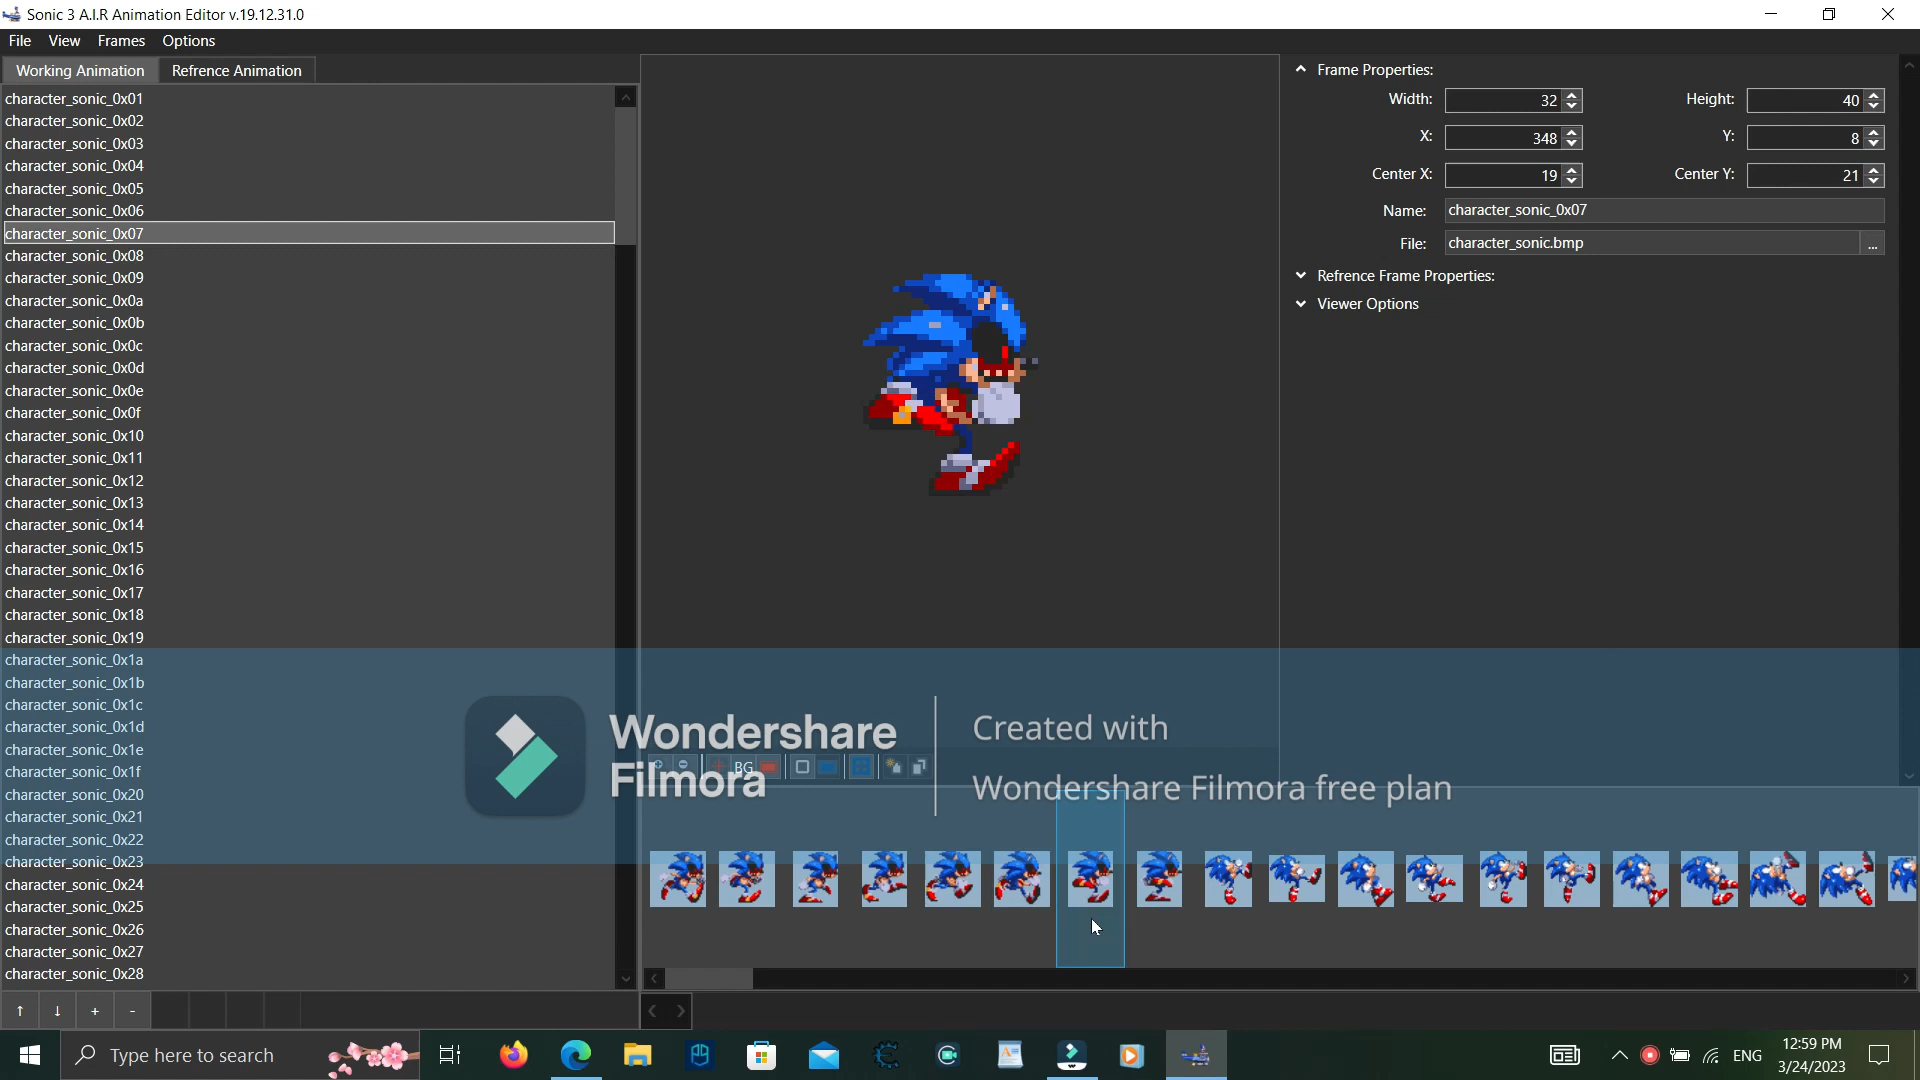 Sonic 3 A.I.R Animation Editor v.19.12.31.0
File View Frames Options
Working Animation Refrence Animation
character_sonic_0x01
character_sonic_0x02
character_sonic_0x03
character_sonic_0x04
character_sonic_0x05
character_sonic_0x06
character_sonic_0x07
character_sonic_0x08
character_sonic_0x09
character_sonic_0x0a
character_sonic_0x0b
character_sonic_0x0c
character_sonic_0x0d
character_sonic_0x0e
character_sonic_0x0f
character_sonic_0x10
character_sonic_0x11
character_sonic_0x12
character_sonic_0x13
character_sonic_0x14
character_sonic_0x15
character_sonic_0x16
character_sonic_0x17
character_sonic_0x18
character_sonic_0x19
character_sonic_0x1a
character_sonic_0x1b
character_sonic_0x1c
character_sonic_0x1d
character_sonic_0x1e
character_sonic_0x1f
character_sonic_0x20
character_sonic_0x21
character_sonic_0x22
character_sonic_0x23
character_sonic_0x24
character_sonic_0x25
character_sonic_0x26
character_sonic_0x27
character_sonic_0x28
Frame Properties:
Width: 32 Height: 40
X: 348 Y: 8
Center X: 19 Center Y: 21
Name: character_sonic_0x07
File: character_sonic.bmp ...
Refrence Frame Properties:
Viewer Options
Wondershare
Filmora
Created with
Wondershare Filmora free plan
BG
Type here to search
ENG
12:59 PM
3/24/2023